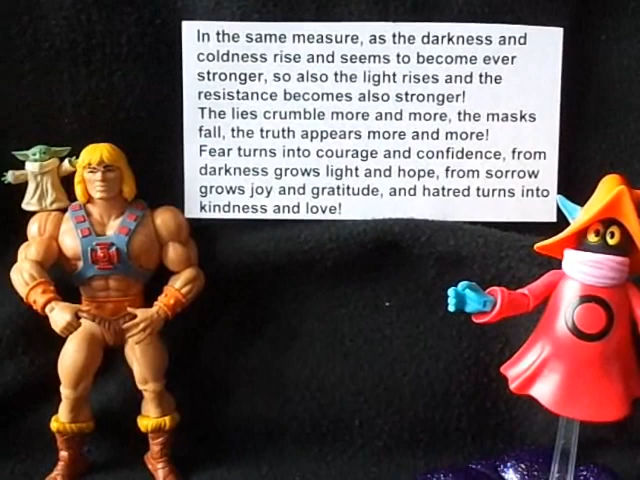 In the same measure, as the darkness and
coldness rise and seems to become ever
stronger, so also the light rises and the
resistance becomes also stronger!
The lies crumble more and more, the masks
fall, the truth appears more and more!
Fear turns into courage and confidence, from
darkness grows light and hope, from sorrow
grows joy and gratitude, and hatred turns into
kindness and love!